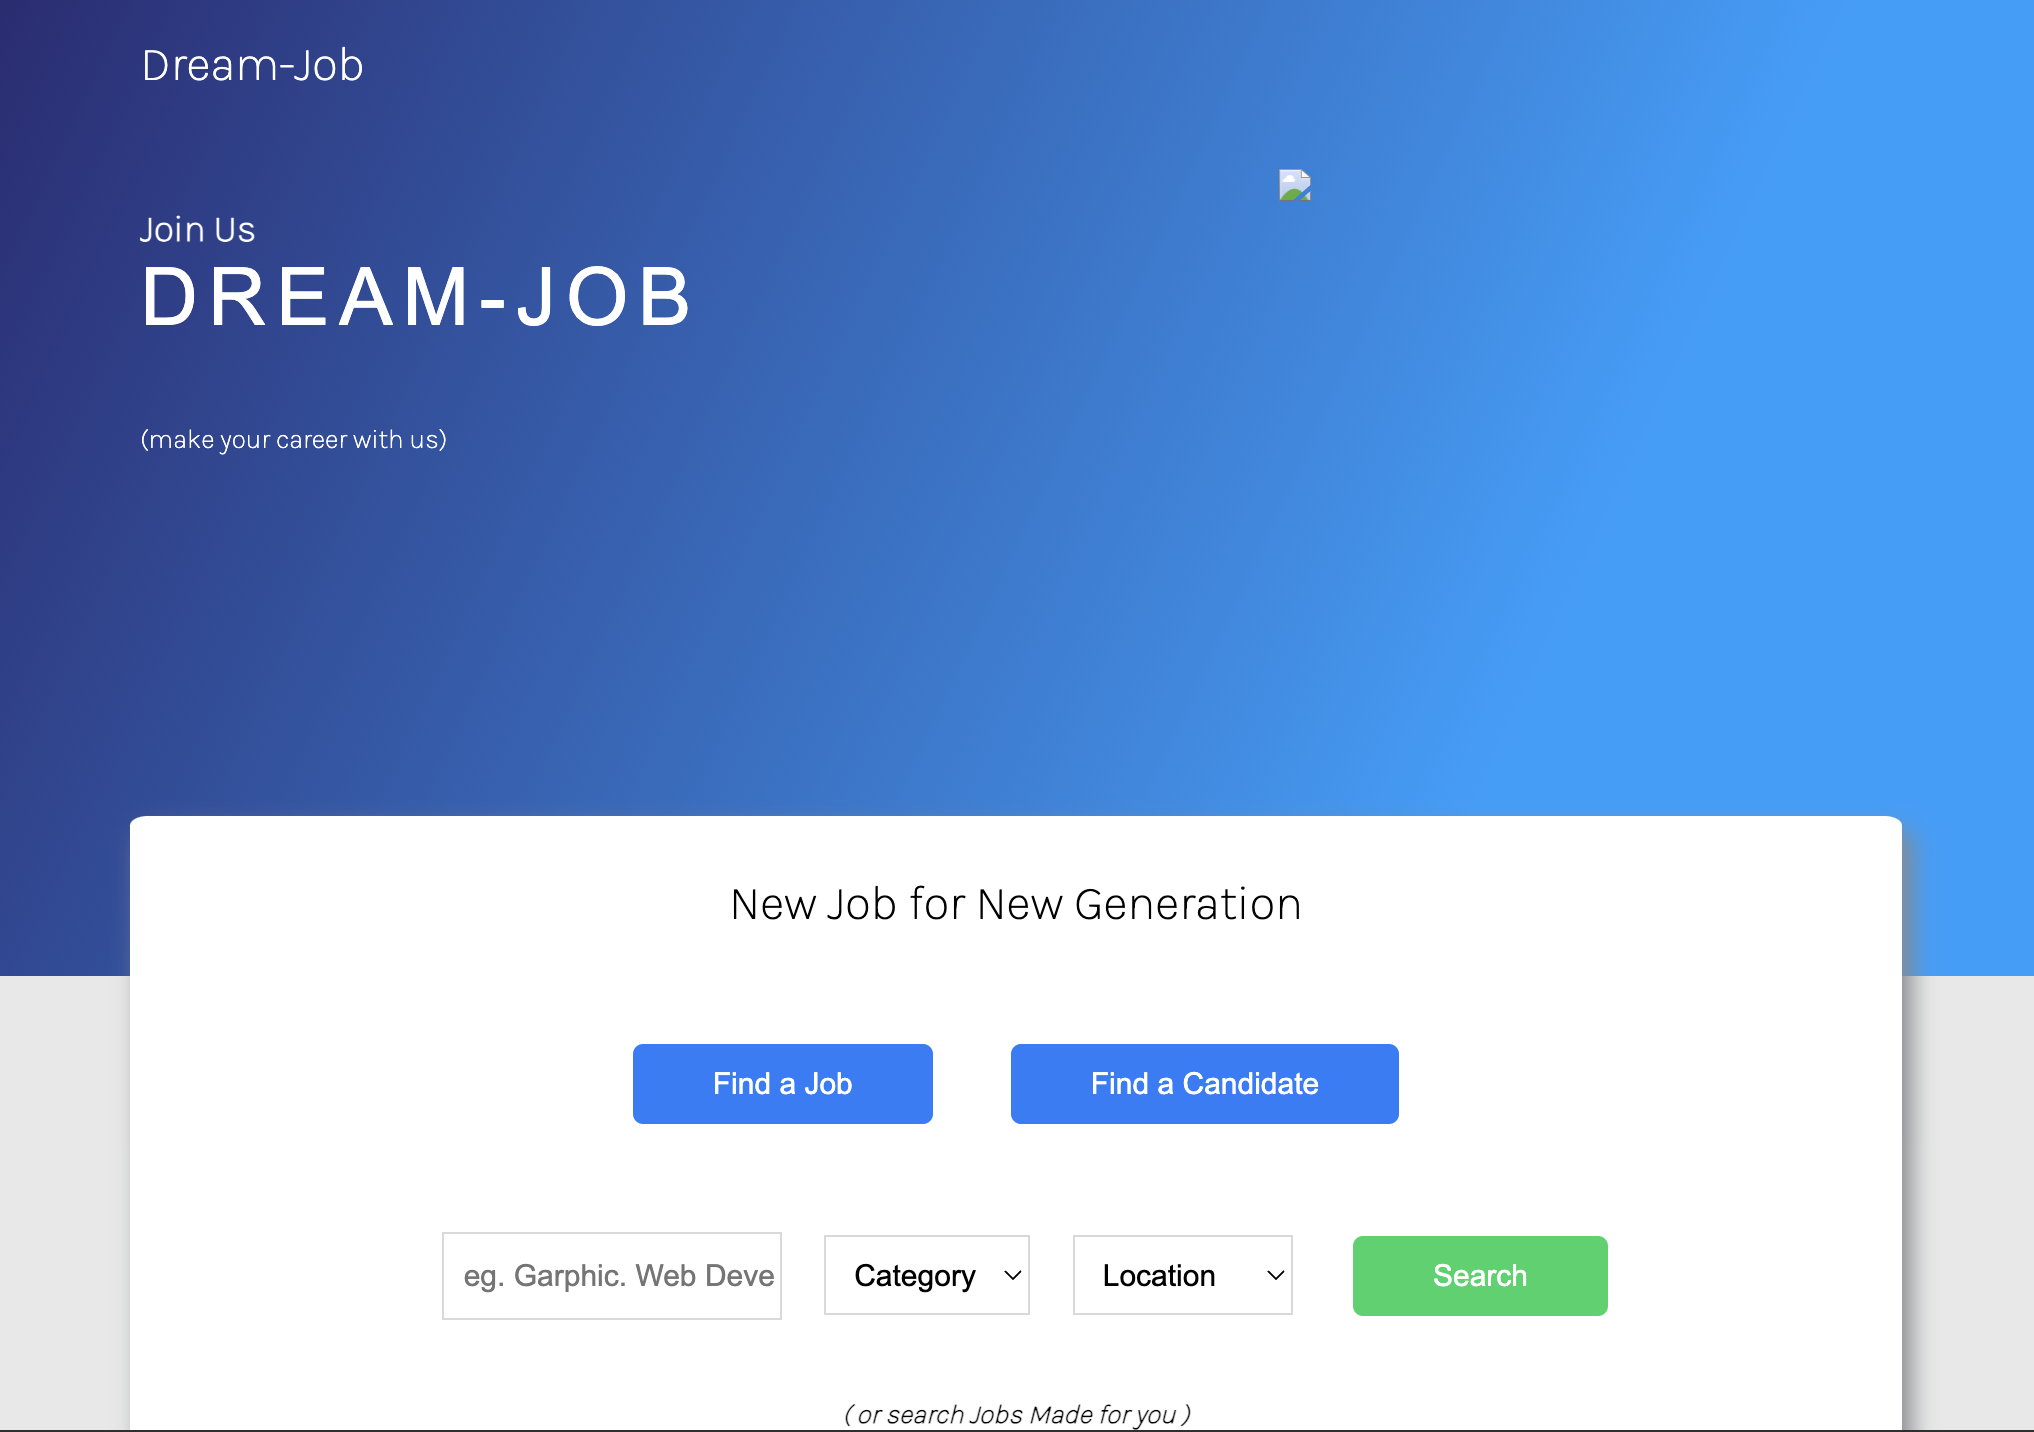 Dream-Job
Join Us
DREAM-JOB
(make your career with us)
New Job for New Generation
Find a Job
Find a Candidate
eg. Garphic. Web Deve
Category
Location
Search
( or search Jobs Made for you )